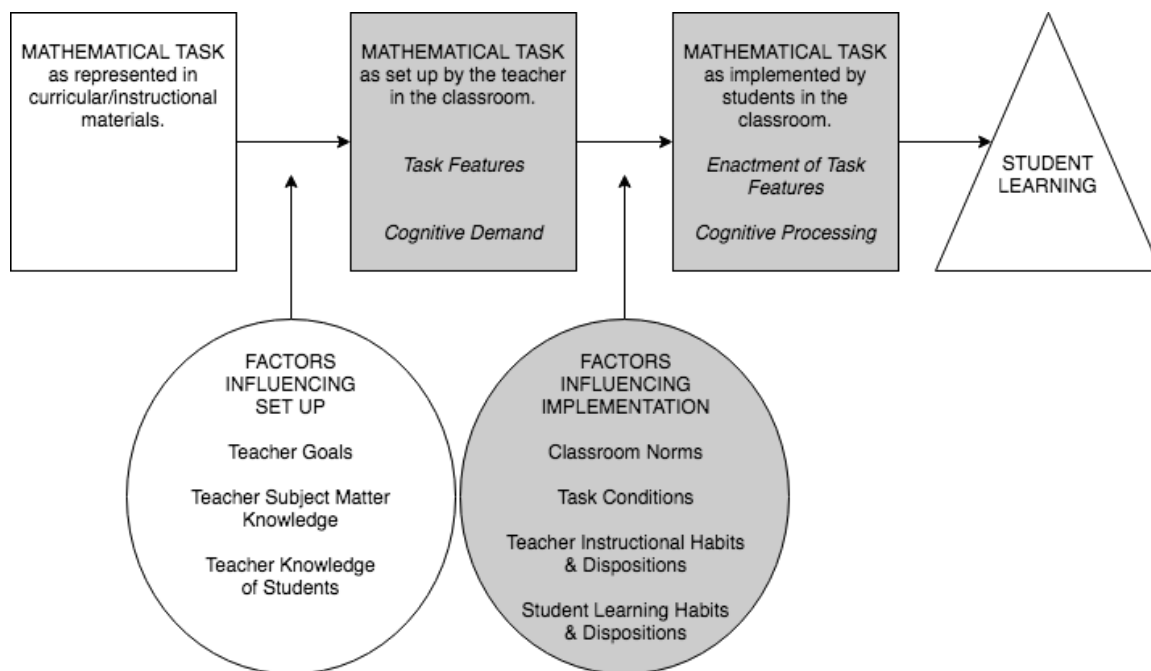 MATHEMATICAL TASK
as represented in
curricular/instructional
materials.
MATHEMATICAL TASK
as set up by the teacher
in the classroom.
Task Features
Cognitive Demand
MATHEMATICAL TASK
as implemented by
students in the
classroom.
Enactment of Task
Features
Cognitive Processing
STUDENT
LEARNING
FACTORS
INFLUENCING
SET UP
Teacher Goals
Teacher Subject Matter
Knowledge
Teacher Knowledge
of Students
FACTORS
INFLUENCING
IMPLEMENTATION
Classroom Norms
Task Conditions
Teacher Instructional Habits
& Dispositions
Student Learning Habits
& Dispositions